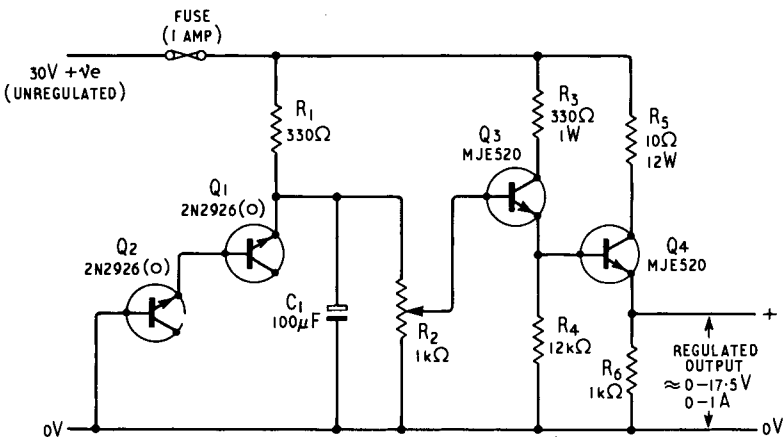 FUSE
(1 AMP)
30V +ve
(UNREGULATED)
R1
330Ω
R3
330Ω
1W
R5
10Ω
12W
Q3
MJE520
Q1
2N2926(O)
Q2
2N2926(O)
Q4
MJE520
C1
100μF
R2
1kΩ
R4
12kΩ
R6
1kΩ
+
REGULATED
OUTPUT
≈ 0-17·5V
0-1A
0V
0V